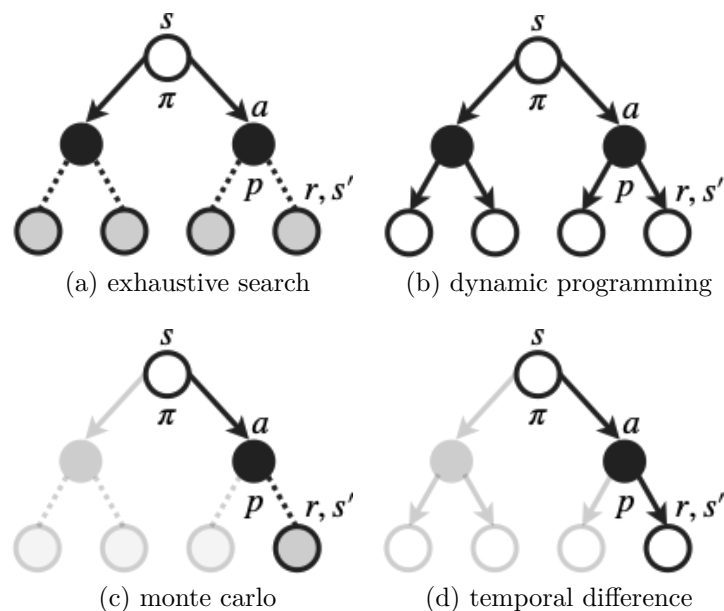 s s
π a π a
p r, s′ p r, s′
(a) exhaustive search (b) dynamic programming
s s
π a π a
p r, s′ p r, s′
(c) monte carlo (d) temporal difference